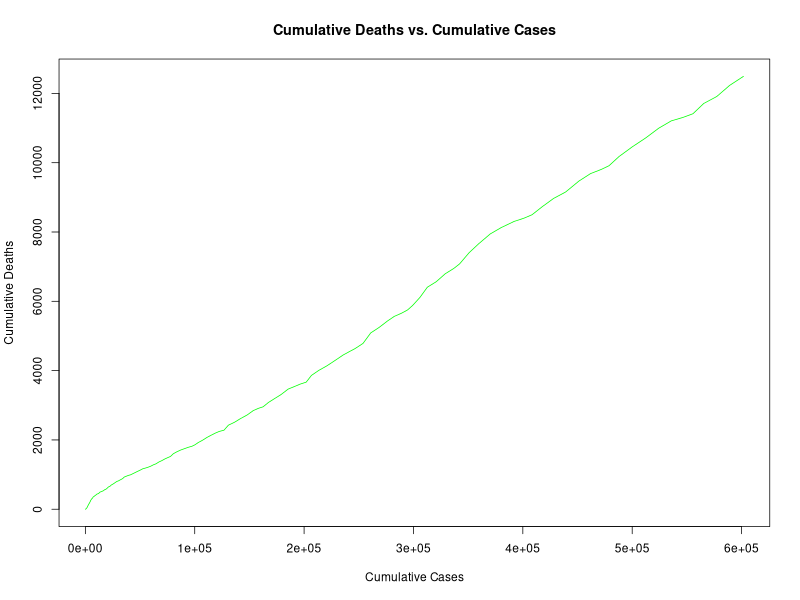 Cumulative Deaths vs. Cumulative Cases
Cumulative Deaths
12000
10000
8000
6000
4000
2000
0
0e+00 1e+05 2e+05 3e+05 4e+05 5e+05 6e+05
Cumulative Cases